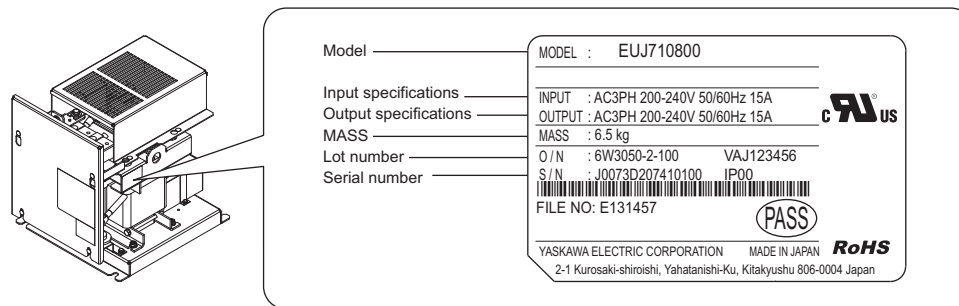 Model
Input specifications
Output specifications
MASS
Lot number
Serial number
MODEL : EUJ710800
INPUT : AC3PH 200-240V 50/60Hz 15A
OUTPUT : AC3PH 200-240V 50/60Hz 15A
MASS : 6.5 kg
O / N : 6W3050-2-100 VAJ123456
S / N : J0073D207410100 IP00
FILE NO: E131457
PASS
YASKAWA ELECTRIC CORPORATION MADE IN JAPAN RoHS
2-1 Kurosaki-shiroishi, Yahatanishi-Ku, Kitakyushu 806-0004 Japan
c RU ® US